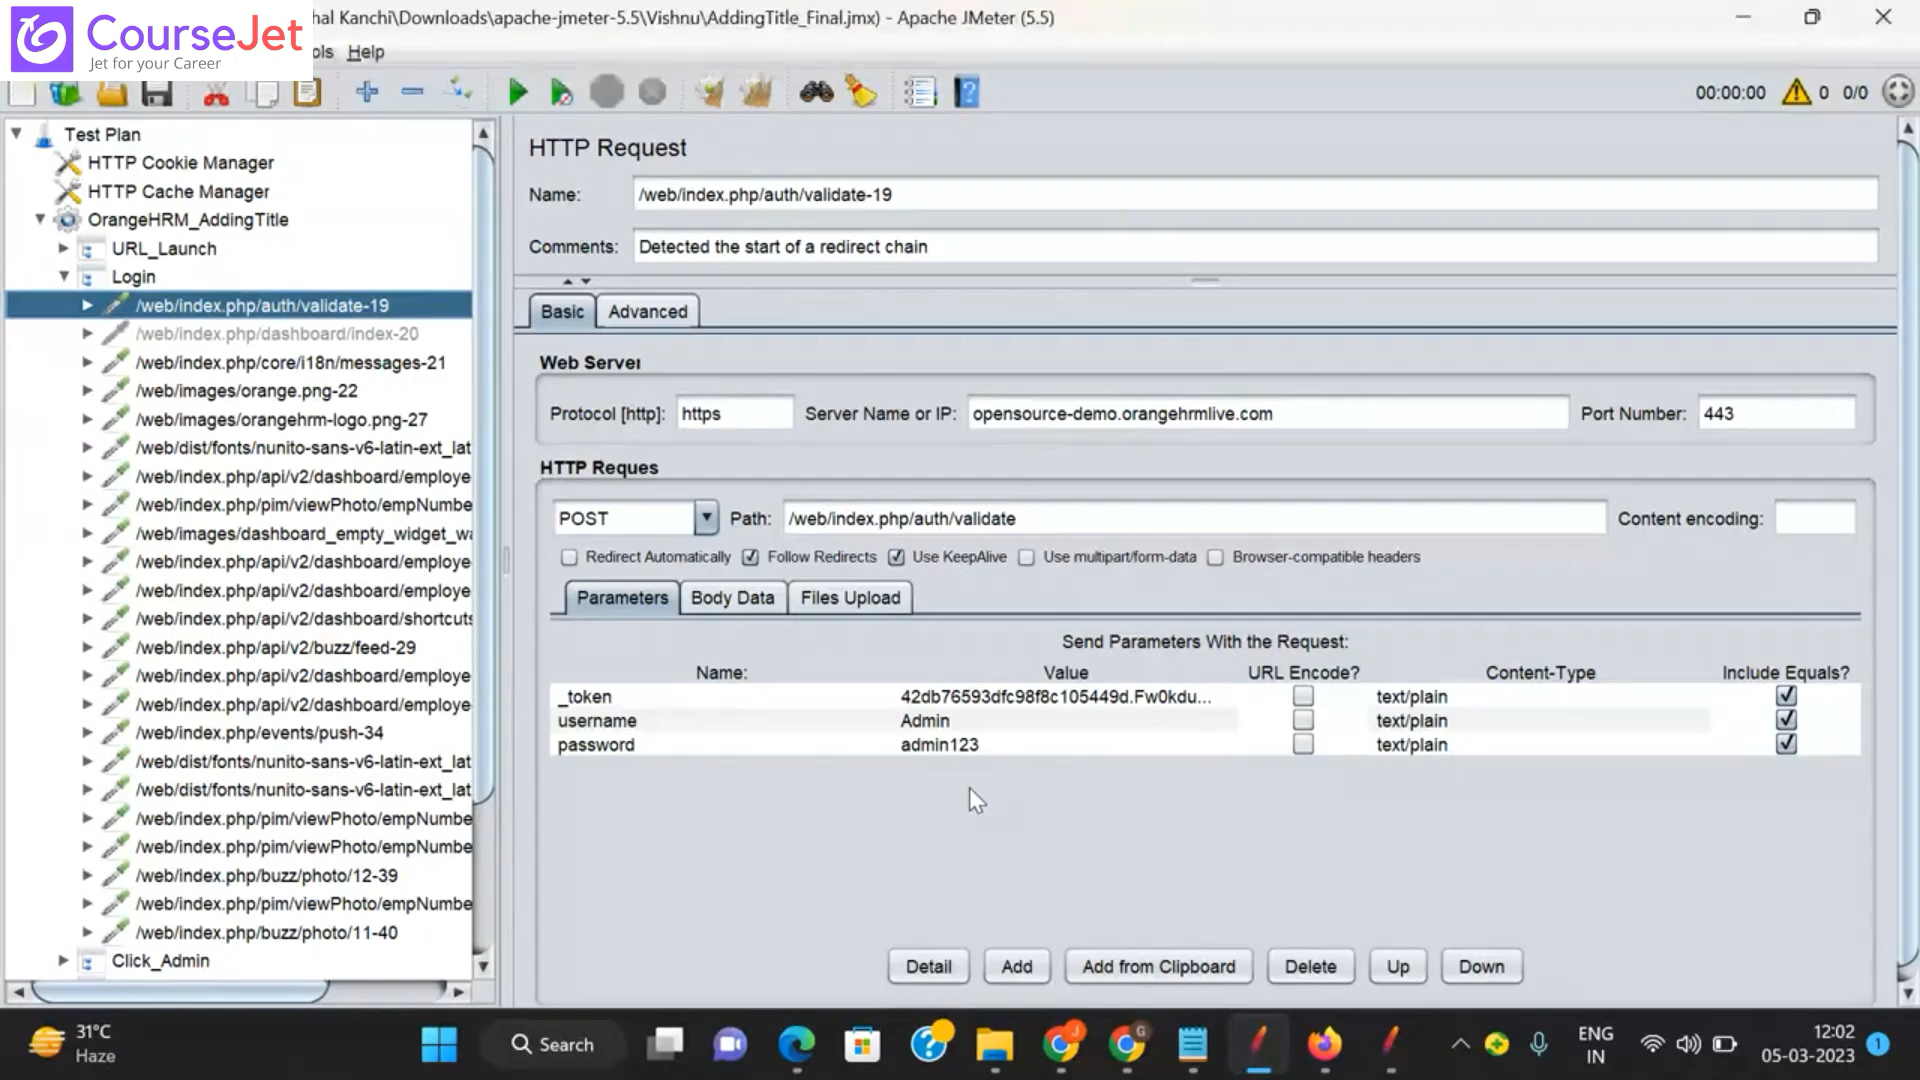 CourseJet
Jet for your Career
hal Kanchi\Downloads\apache-jmeter-5.5\Vishnu\AddingTitle_Final.jmx) - Apache JMeter (5.5)
ols Help
00:00:00 0 0/0
Test Plan
HTTP Cookie Manager
HTTP Cache Manager
OrangeHRM_AddingTitle
URL_Launch
Login
/web/index.php/auth/validate-19
/web/index.php/dashboard/index-20
/web/index.php/core/i18n/messages-21
/web/images/orange.png-22
/web/images/orangehrm-logo.png-27
/web/dist/fonts/nunito-sans-v6-latin-ext_lat
/web/index.php/api/v2/dashboard/employe
/web/index.php/pim/viewPhoto/empNumbe
/web/images/dashboard_empty_widget_wa
/web/index.php/api/v2/dashboard/employe
/web/index.php/api/v2/dashboard/employe
/web/index.php/api/v2/dashboard/shortcuts
/web/index.php/api/v2/buzz/feed-29
/web/index.php/api/v2/dashboard/employe
/web/index.php/api/v2/dashboard/employe
/web/index.php/events/push-34
/web/dist/fonts/nunito-sans-v6-latin-ext_lat
/web/dist/fonts/nunito-sans-v6-latin-ext_lat
/web/index.php/pim/viewPhoto/empNumbe
/web/index.php/pim/viewPhoto/empNumbe
/web/index.php/buzz/photo/12-39
/web/index.php/pim/viewPhoto/empNumbe
/web/index.php/buzz/photo/11-40
Click_Admin
HTTP Request
Name: /web/index.php/auth/validate-19
Comments: Detected the start of a redirect chain
Basic Advanced
Web Server
Protocol [http]: https Server Name or IP: opensource-demo.orangehrmlive.com Port Number: 443
HTTP Reques
POST Path: /web/index.php/auth/validate Content encoding:
Redirect Automatically Follow Redirects Use KeepAlive Use multipart/form-data Browser-compatible headers
Parameters Body Data Files Upload
Send Parameters With the Request:
Name: Value URL Encode? Content-Type Include Equals?
_token 42db76593dfc98f8c105449d.Fw0kdu... text/plain
username Admin text/plain
password admin123 text/plain
Detail Add Add from Clipboard Delete Up Down
31°C
Haze
Search
ENG
IN
12:02
05-03-2023
1